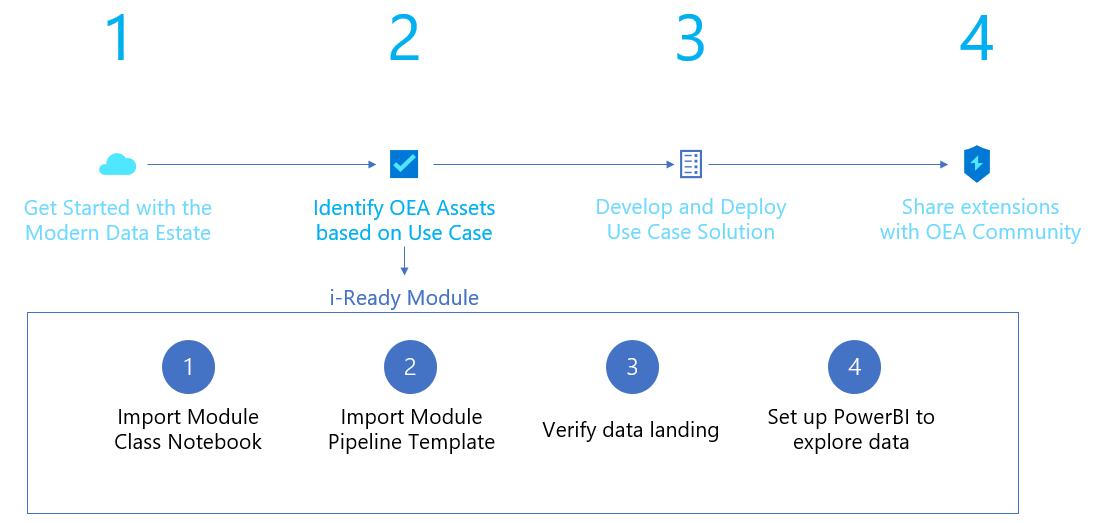 1
2
3
4
Get Started with the
Modern Data Estate
Identify OEA Assets
based on Use Case
Develop and Deploy
Use Case Solution
Share extensions
with OEA Community
i-Ready Module
1
2
3
4
Import Module
Class Notebook
Import Module
Pipeline Template
Verify data landing
Set up PowerBI to
explore data